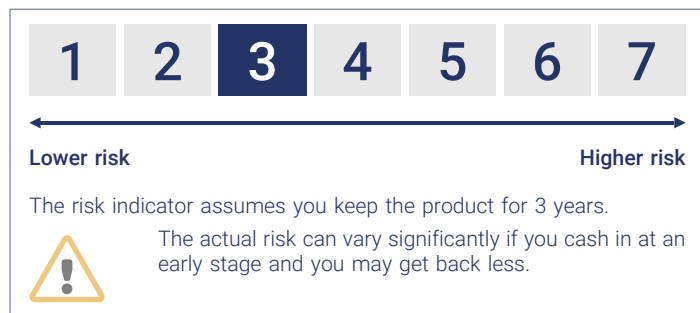 1 2 3 4 5 6 7
Lower risk Higher risk
The risk indicator assumes you keep the product for 3 years.
The actual risk can vary significantly if you cash in at an
early stage and you may get back less.